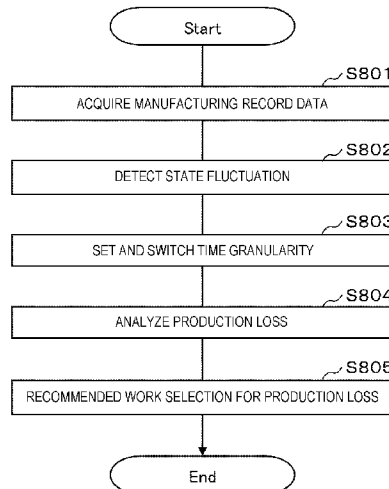 Start
S801
ACQUIRE MANUFACTURING RECORD DATA
S802
DETECT STATE FLUCTUATION
S803
SET AND SWITCH TIME GRANULARITY
S804
ANALYZE PRODUCTION LOSS
S805
RECOMMENDED WORK SELECTION FOR PRODUCTION LOSS
End